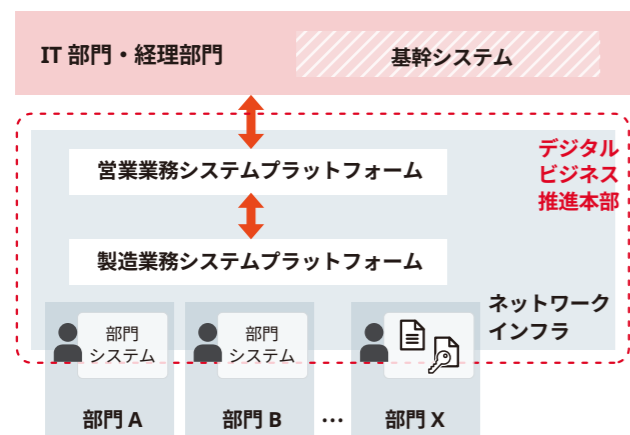 IT 部門・経理部門
基幹システム
デジタル
ビジネス
推進本部
営業業務システムプラットフォーム
製造業務システムプラットフォーム
ネットワーク
インフラ
部門
システム
部門
システム
部門 A
部門 B
…
部門 X